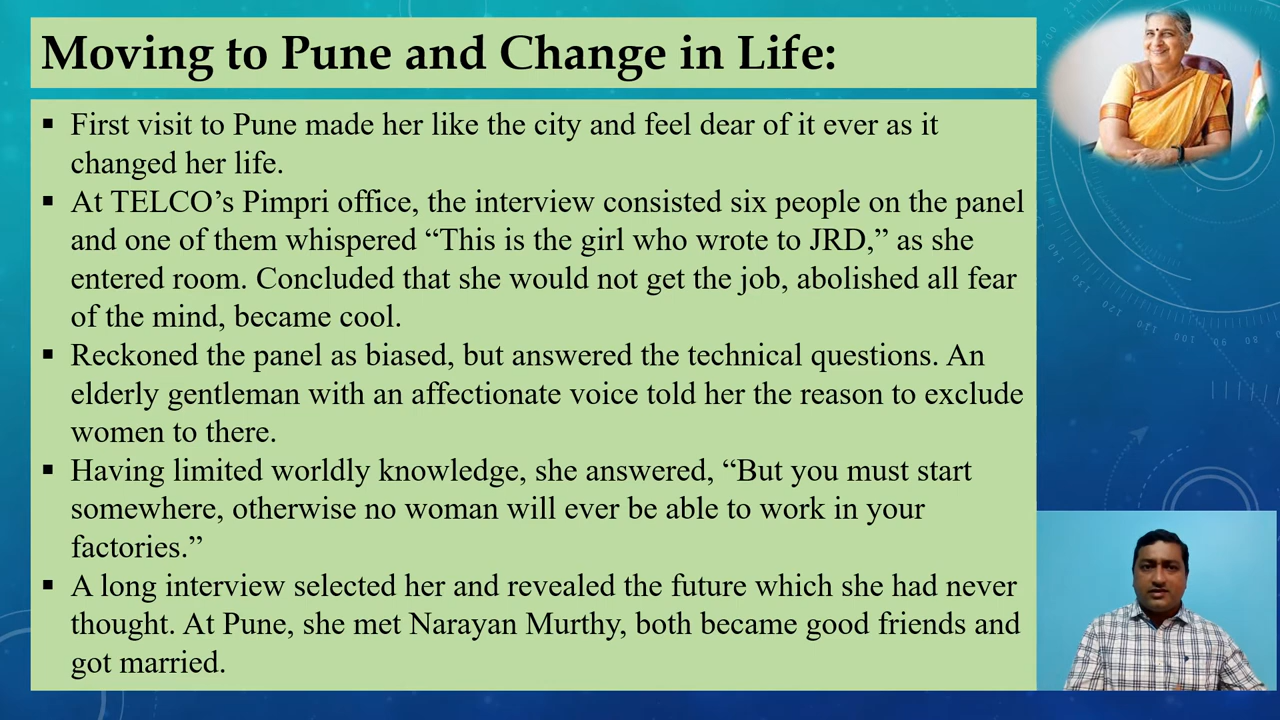 Moving to Pune and Change in Life:
▪ First visit to Pune made her like the city and feel dear of it ever as it
changed her life.
▪ At TELCO’s Pimpri office, the interview consisted six people on the panel
and one of them whispered “This is the girl who wrote to JRD,” as she
entered room. Concluded that she would not get the job, abolished all fear
of the mind, became cool.
▪ Reckoned the panel as biased, but answered the technical questions. An
elderly gentleman with an affectionate voice told her the reason to exclude
women to there.
▪ Having limited worldly knowledge, she answered, “But you must start
somewhere, otherwise no woman will ever be able to work in your
factories.”
▪ A long interview selected her and revealed the future which she had never
thought. At Pune, she met Narayan Murthy, both became good friends and
got married.